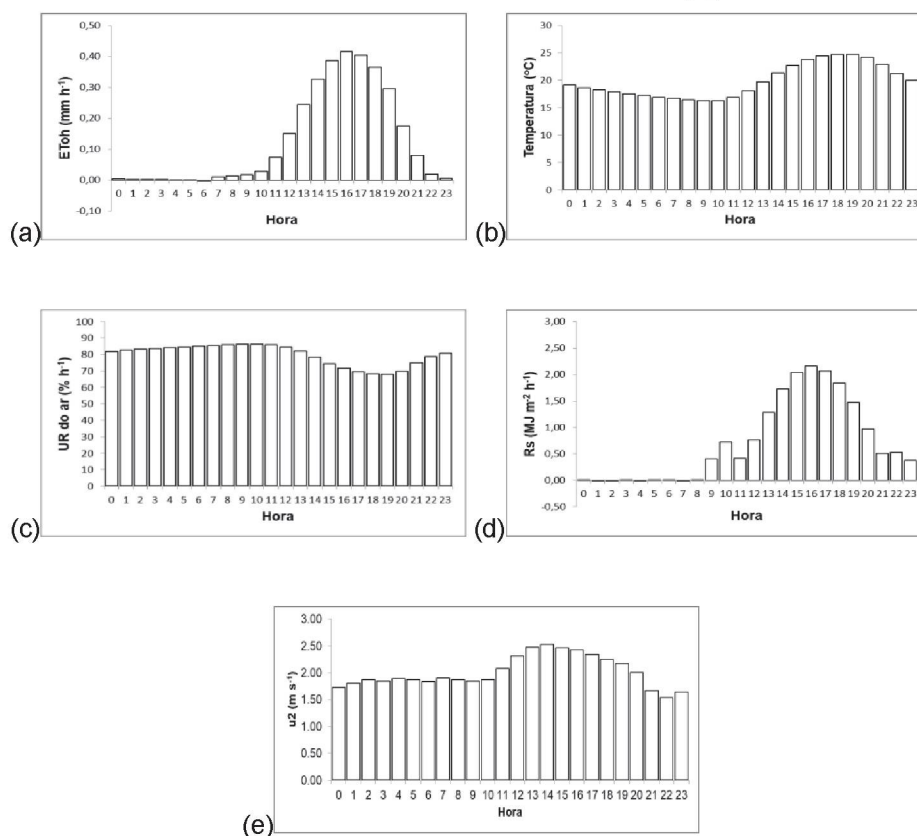 0,50
0,40
0,30
0,20
0,10
0,00
-0,10
EToh (mm h⁻¹)
0 1 2 3 4 5 6 7 8 9 10 11 12 13 14 15 16 17 18 19 20 21 22 23
Hora
(a)
30
25
20
15
10
5
0
Temperatura (°C)
0 1 2 3 4 5 6 7 8 9 10 11 12 13 14 15 16 17 18 19 20 21 22 23
Hora
(b)
100
90
80
70
60
50
40
30
20
10
0
UR do ar (% h⁻¹)
0 1 2 3 4 5 6 7 8 9 10 11 12 13 14 15 16 17 18 19 20 21 22 23
Hora
(c)
3,00
2,50
2,00
1,50
1,00
0,50
0,00
-0,50
Rs (MJ m⁻² h⁻¹)
0 1 2 3 4 5 6 7 8 9 10 11 12 13 14 15 16 17 18 19 20 21 22 23
Hora
(d)
3.00
2.50
2.00
1.50
1.00
0.50
0.00
u2 (m s⁻¹)
0 1 2 3 4 5 6 7 8 9 10 11 12 13 14 15 16 17 18 19 20 21 22 23
Hora
(e)